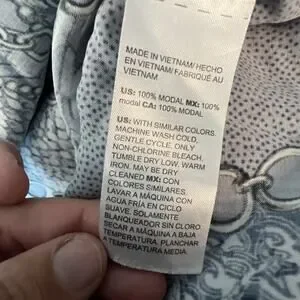 MADE IN VIETNAM/ HECHO
EN VIETNAM/ FABRIQUÉ AU
VIETNAM
US: 100% MODAL MX: 100%
modal CA: 100% MODAL
US: WITH SIMILAR COLORS.
MACHINE WASH COLD,
GENTLE CYCLE. ONLY
NON-CHLORINE BLEACH.
TUMBLE DRY LOW. WARM
IRON, MAY BE DRY
CLEANED MX: CON
COLORES SIMILARES.
LAVAR A MÁQUINA CON
AGUA FRÍA EN CICLO
SUAVE. SOLAMENTE
BLANQUEADOR SIN CLORO
SECAR A MÁQUINA A BAJA
TEMPERATURA. PLANCHAR
A TEMPERATURA MEDIA.